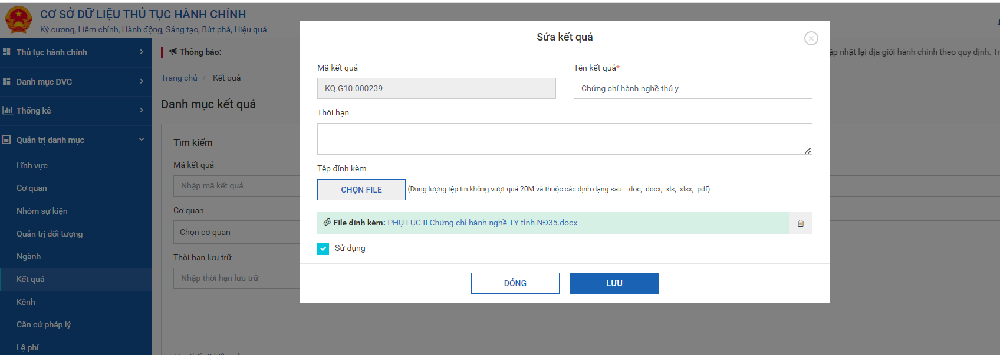 CƠ SỞ DỮ LIỆU THỦ TỤC HÀNH CHÍNH
Kỷ cương, Liêm chính, Hành động, Sáng tạo, Bứt phá, Hiệu quả
Thủ tục hành chính
Danh mục DVC
Thống kê
Quản trị danh mục
Lĩnh vực
Cơ quan
Nhóm sự kiện
Quản trị đối tượng
Ngành
Kết quả
Kênh
Căn cứ pháp lý
Lệ phí
Thông báo:
nhật lại địa giới hành chính theo quy định.
Trang chủ / Kết quả
Danh mục kết quả
Tìm kiếm
Mã kết quả
Nhập mã kết quả
Cơ quan
Chọn cơ quan
Thời hạn lưu trữ
Nhập thời hạn lưu trữ
Sửa kết quả
Mã kết quả
KQ.G10.000239
Tên kết quả*
Chứng chỉ hành nghề thú y
Thời hạn
Tệp đính kèm
CHỌN FILE (Dung lượng tệp tin không vượt quá 20M và thuộc các định dạng sau : .doc, .docx, .xls, .xlsx, .pdf)
File đính kèm: PHỤ LỤC II Chứng chỉ hành nghề TY tỉnh NĐ35.docx
Sử dụng
ĐÓNG
LƯU